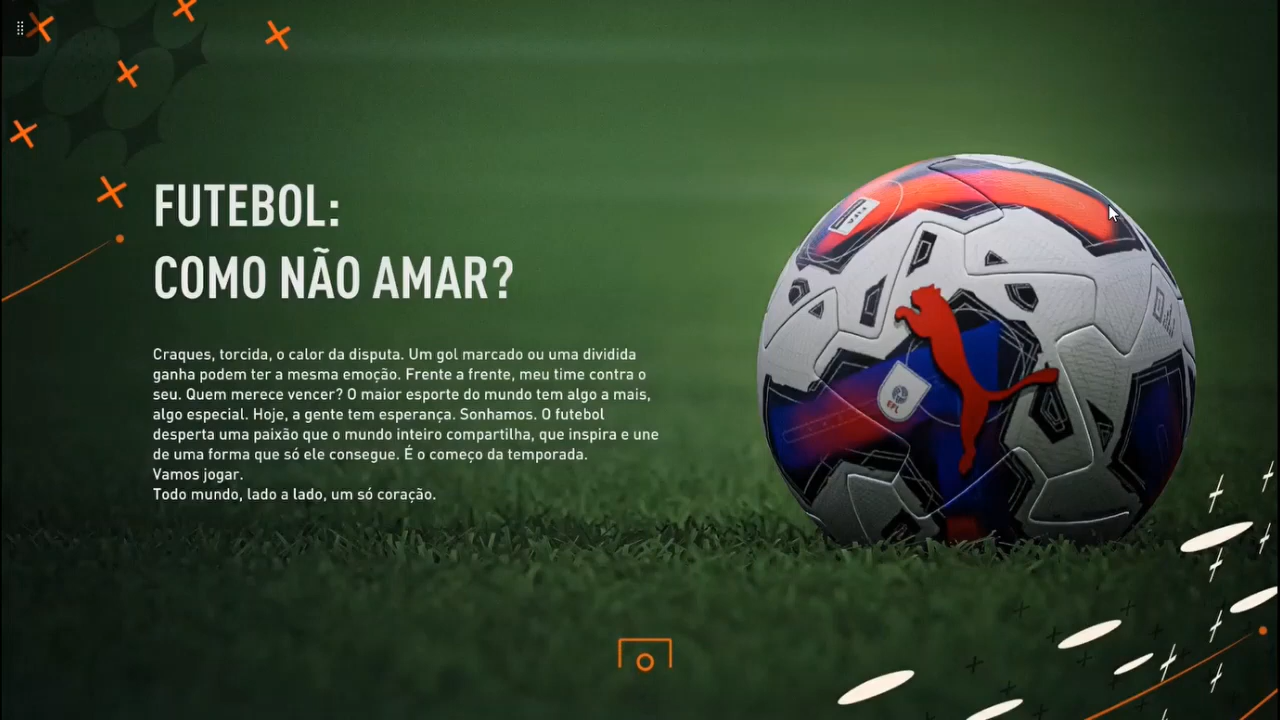 FUTEBOL:
COMO NÃO AMAR?
Craques, torcida, o calor da disputa. Um gol marcado ou uma dividida
ganha podem ter a mesma emoção. Frente a frente, meu time contra o
seu. Quem merece vencer? O maior esporte do mundo tem algo a mais,
algo especial. Hoje, a gente tem esperança. Sonhamos. O futebol
desperta uma paixão que o mundo inteiro compartilha, que inspira e une
de uma forma que só ele consegue. É o começo da temporada.
Vamos jogar.
Todo mundo, lado a lado, um só coração.
FIFA
EFL